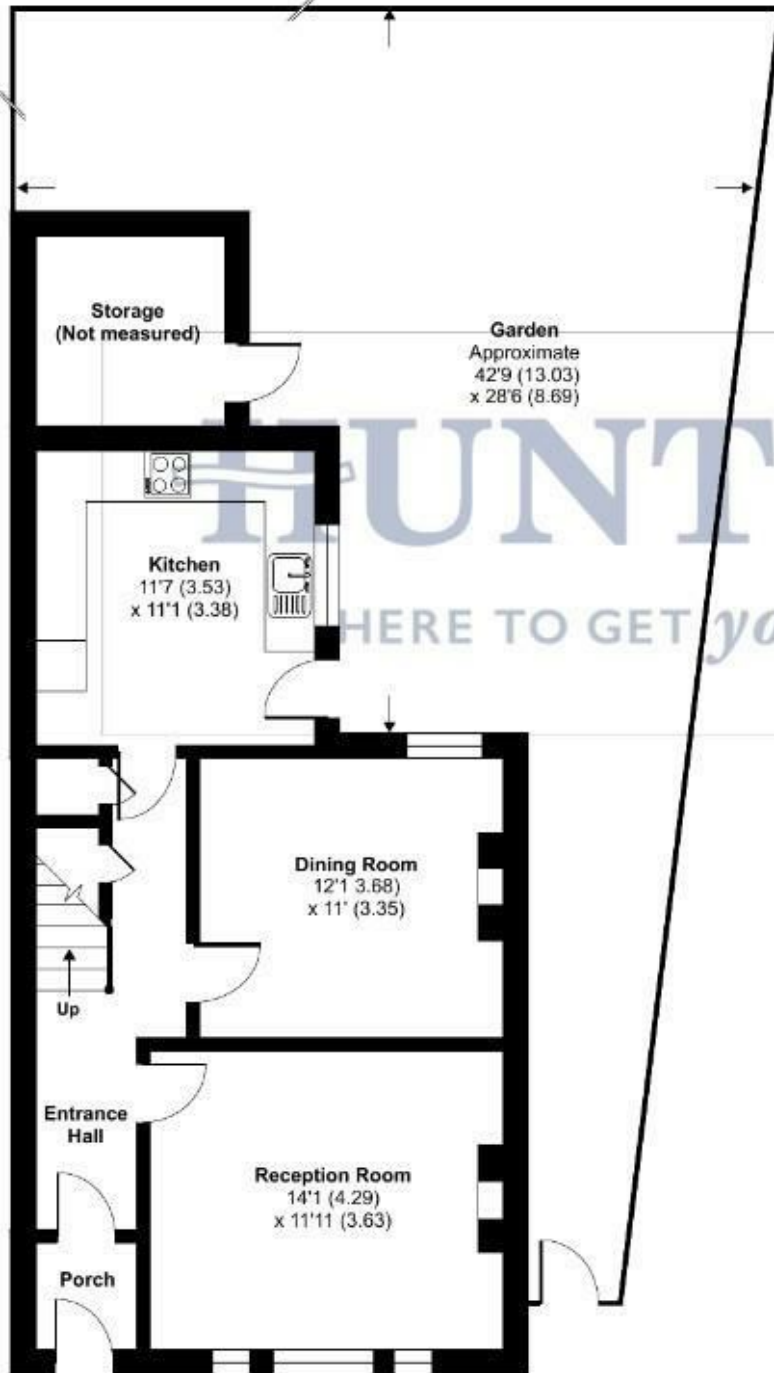 Storage
(Not measured)
Garden
Approximate
42'9 (13.03)
x 28'6 (8.69)
HUNT
HERE TO GET yo
Kitchen
11'7 (3.53)
x 11'1 (3.38)
Dining Room
12'1 3.68)
x 11' (3.35)
Up
Entrance
Hall
Reception Room
14'1 (4.29)
x 11'11 (3.63)
Porch